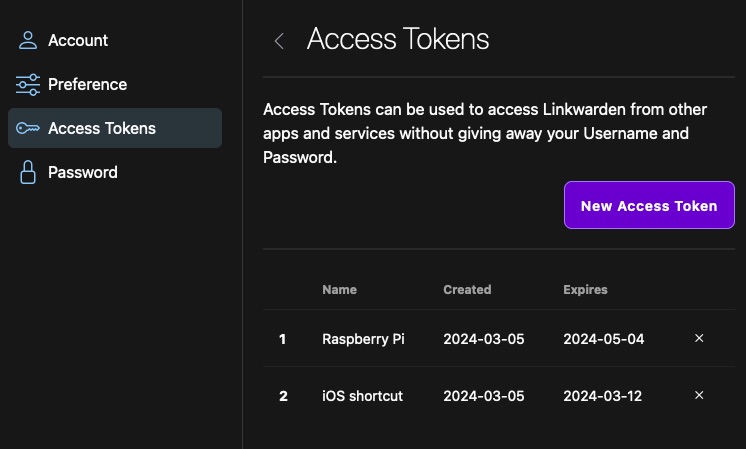 Account
Preference
Access Tokens
Password
Access Tokens
Access Tokens can be used to access Linkwarden from other
apps and services without giving away your Username and
Password.
New Access Token
Name Created Expires
1 Raspberry Pi 2024-03-05 2024-05-04
2 iOS shortcut 2024-03-05 2024-03-12